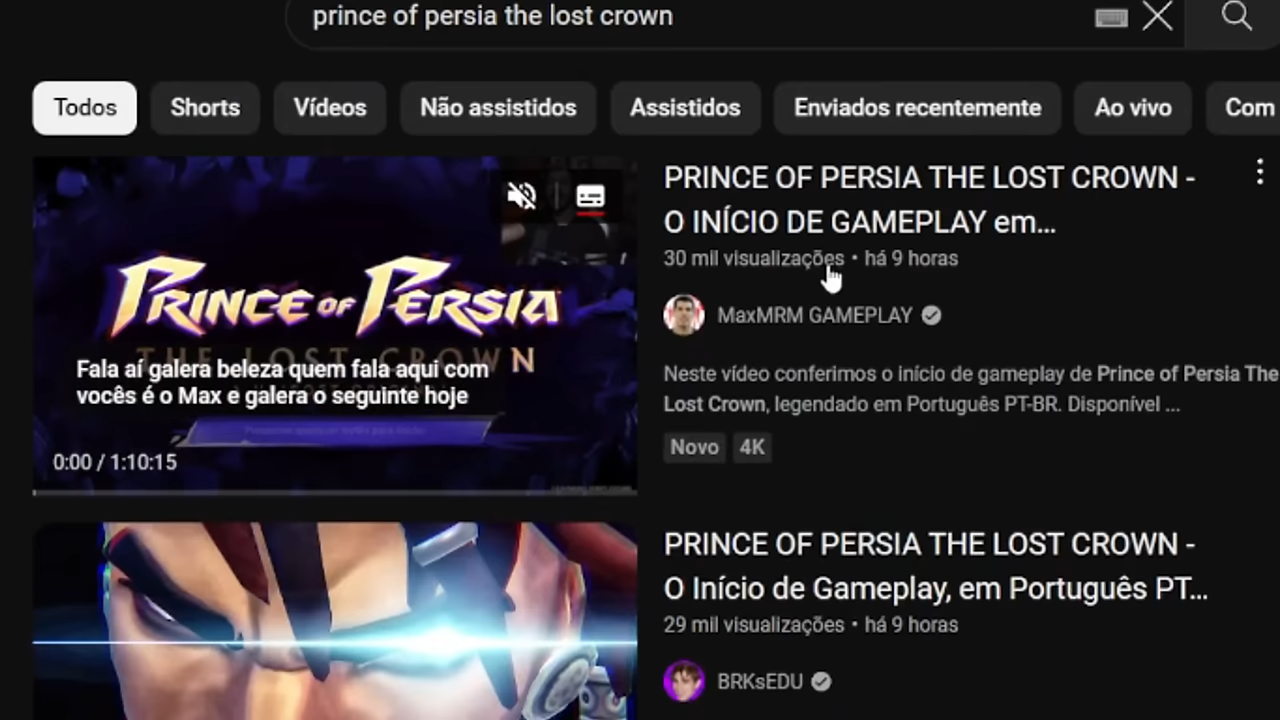 prince of persia the lost crown
Todos
Shorts
Vídeos
Não assistidos
Assistidos
Enviados recentemente
Ao vivo
Com
PRINCE OF PERSIA
THE LOST CROWN
Fala aí galera beleza quem fala aqui com
vocês é o Max e galera o seguinte hoje
0:00 / 1:10:15
PRINCE OF PERSIA THE LOST CROWN -
O INÍCIO DE GAMEPLAY em...
30 mil visualizações • há 9 horas
MaxMRM GAMEPLAY
Neste vídeo conferimos o início de gameplay de Prince of Persia The
Lost Crown, legendado em Português PT-BR. Disponível ...
Novo
4K
PRINCE OF PERSIA THE LOST CROWN -
O Início de Gameplay, em Português PT...
29 mil visualizações • há 9 horas
BRKsEDU